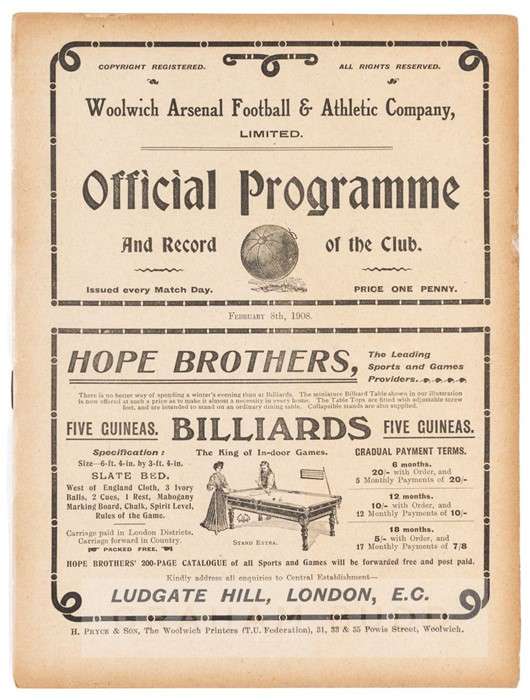 COPYRIGHT REGISTERED. ALL RIGHTS RESERVED.
Woolwich Arsenal Football & Athletic Company,
LIMITED.
Official Programme
And Record of the Club.
Issued every Match Day. PRICE ONE PENNY.
FEBRUARY 8th, 1908.
HOPE BROTHERS,
The Leading
Sports and Games
Providers.
There is no better way of spending a winter's evening than at Billiards. The miniature Billiard Table shown in our illustration
is now offered at such a price as to make it almost a necessity in every home. The Table Tops are fitted with adjustable screw
feet, and are intended to stand on an ordinary dining table. Collapsible stands are also supplied.
FIVE GUINEAS. BILLIARDS FIVE GUINEAS.
Specification:
Size—6-ft. 4-in. by 3-ft. 4-in.
SLATE BED.
West of England Cloth, 3 Ivory
Balls, 2 Cues, 1 Rest, Mahogany
Marking Board, Chalk, Spirit Level,
Rules of the Game.
Carriage paid in London Districts.
Carriage forward in Country.
PACKED FREE.
The King of In-door Games.
STAND EXTRA.
GRADUAL PAYMENT TERMS.
6 months.
20/- with Order, and
5 Monthly Payments of 20/-
12 months.
10/- with Order, and
12 Monthly Payments of 10/-
18 months.
5/- with Order, and
17 Monthly Payments of 7/8
HOPE BROTHERS' 200-PAGE CATALOGUE of all Sports and Games will be forwarded free and post paid.
Kindly address all enquiries to Central Establishment—
LUDGATE HILL, LONDON, E.C.
H. PRYCE & SON, The Woolwich Printers (T.U. Federation), 31, 33 & 35 Powis Street, Woolwich.